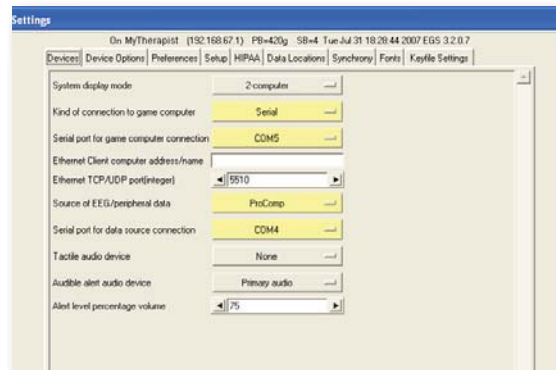 Settings
On MyTherapist (192.168.67.1) PB=420g SB=4 Tue Jul 31 18:28:44 2007 EGS 3.2.0.7
Devices Device Options Preferences Setup HIPAA Data Locations Synchrony Fonts Keyfile Settings
System display mode 2-computer
Kind of connection to game computer Serial
Serial port for game computer connection COM5
Ethernet Client computer address/name
Ethernet TCP/UDP port(integer) 5510
Source of EEG/peripheral data ProComp
Serial port for data source connection COM4
Tactile audio device None
Audible alert audio device Primary audio
Alert level percentage volume 75